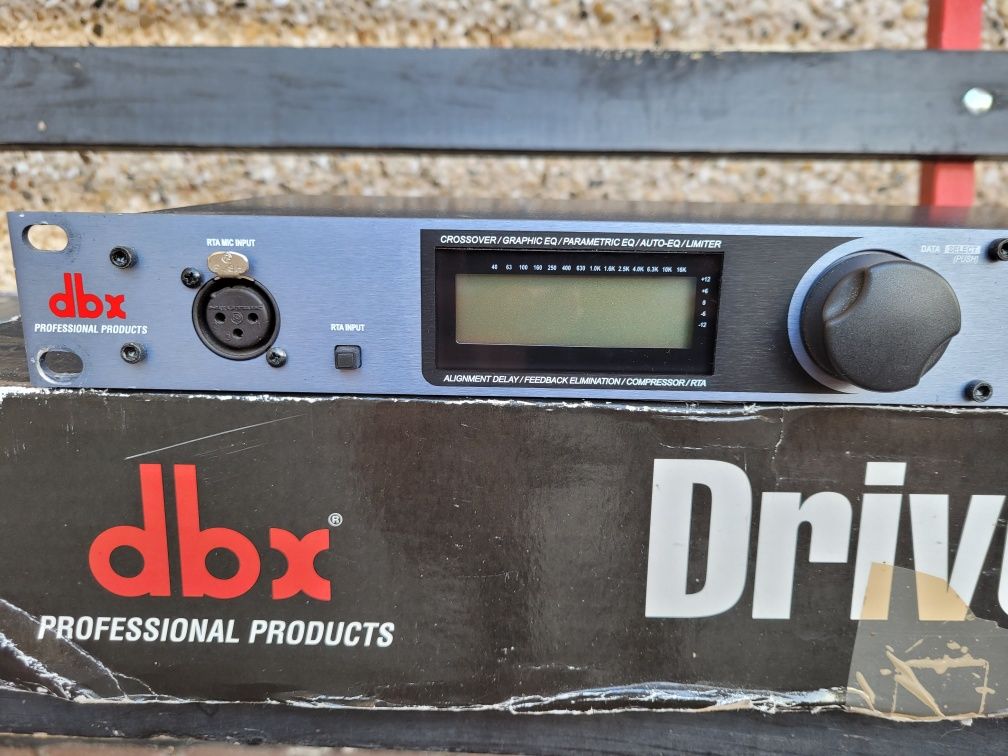 CROSSOVER / GRAPHIC EQ / PARAMETRIC EQ / AUTO-EQ / LIMITER
RTA MIC INPUT
DATA SELECT
(PUSH)
40 63 100 160 250 400 630 1.0K 1.6K 2.5K 4.0K 6.3K 10K 16K
+12
+6
0
-6
-12
dbx
PROFESSIONAL PRODUCTS
RTA INPUT
ALIGNMENT DELAY / FEEDBACK ELIMINATION / COMPRESSOR / RTA
dbx®
PROFESSIONAL PRODUCTS
Driv